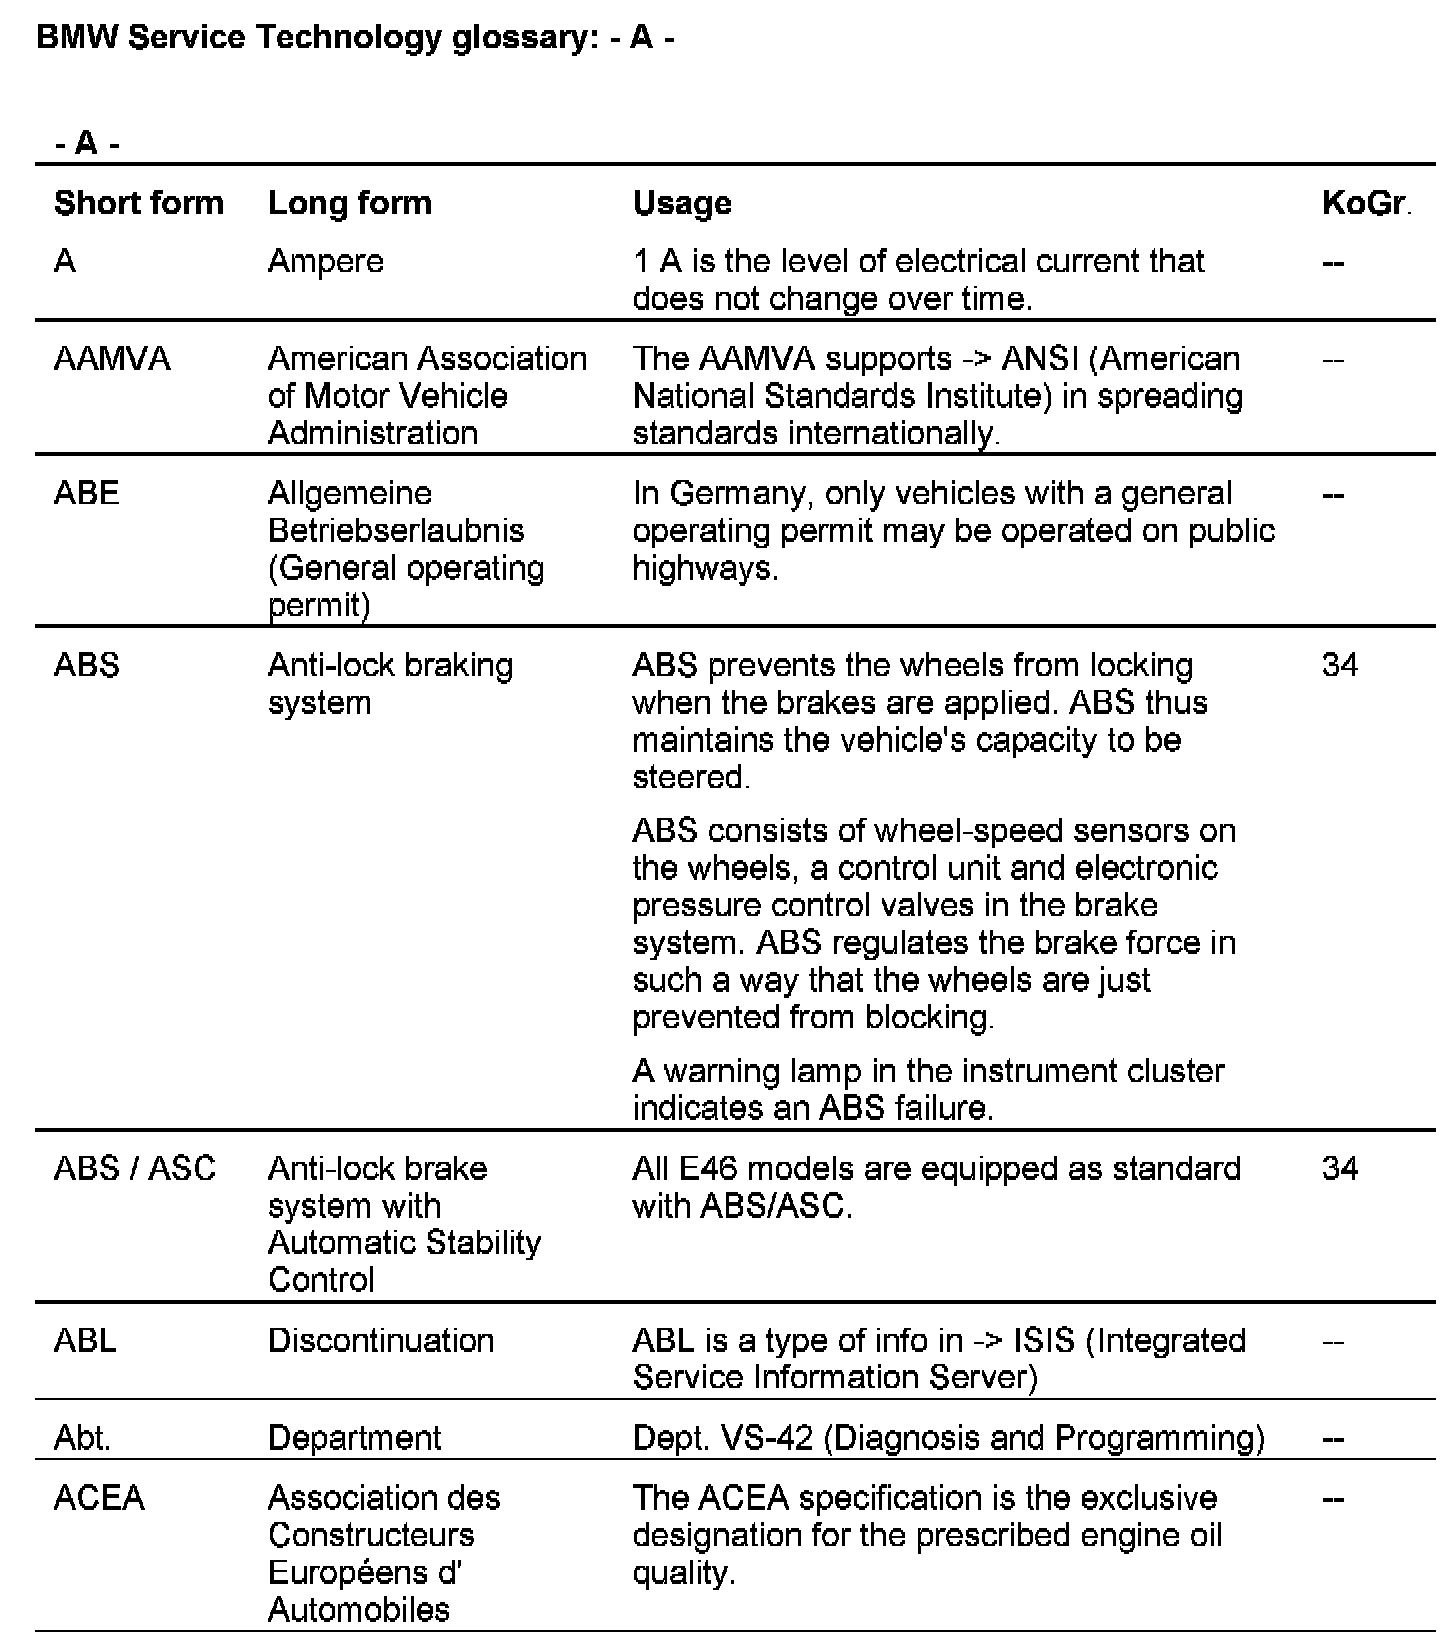 BMW Service Technology glossary: - A -
- A -
Short form Long form Usage KoGr.
A Ampere 1 A is the level of electrical current that --
does not change over time.
AAMVA American Association The AAMVA supports -> ANSI (American --
of Motor Vehicle National Standards Institute) in spreading
Administration standards internationally.
ABE Allgemeine In Germany, only vehicles with a general --
Betriebserlaubnis operating permit may be operated on public
(General operating highways.
permit)
ABS Anti-lock braking ABS prevents the wheels from locking 34
system when the brakes are applied. ABS thus
maintains the vehicle's capacity to be
steered.
ABS consists of wheel-speed sensors on
the wheels, a control unit and electronic
pressure control valves in the brake
system. ABS regulates the brake force in
such a way that the wheels are just
prevented from blocking.
A warning lamp in the instrument cluster
indicates an ABS failure.
ABS / ASC Anti-lock brake All E46 models are equipped as standard 34
system with with ABS/ASC.
Automatic Stability
Control
ABL Discontinuation ABL is a type of info in -> ISIS (Integrated --
Service Information Server)
Abt. Department Dept. VS-42 (Diagnosis and Programming) --
ACEA Association des The ACEA specification is the exclusive --
Constructeurs designation for the prescribed engine oil
Européens d' quality.
Automobiles